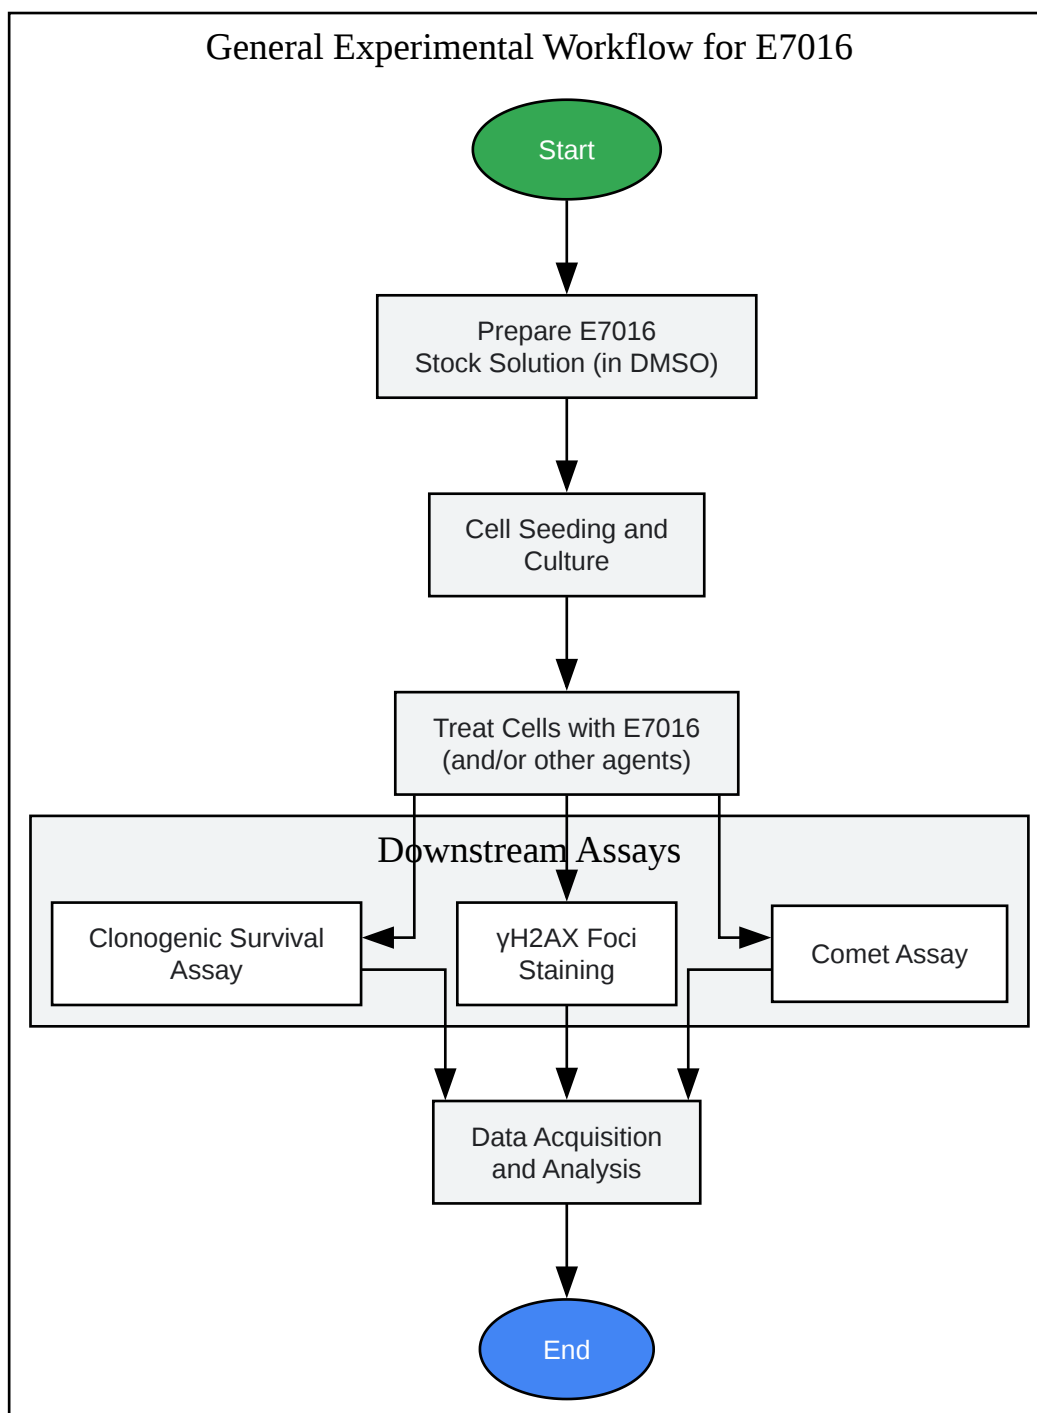 General Experimental Workflow for E7016
Start
Prepare E7016
Stock Solution (in DMSO)
Cell Seeding and
Culture
Treat Cells with E7016
(and/or other agents)
Downstream Assays
Clonogenic Survival
Assay
γH2AX Foci
Staining
Comet Assay
Data Acquisition
and Analysis
End